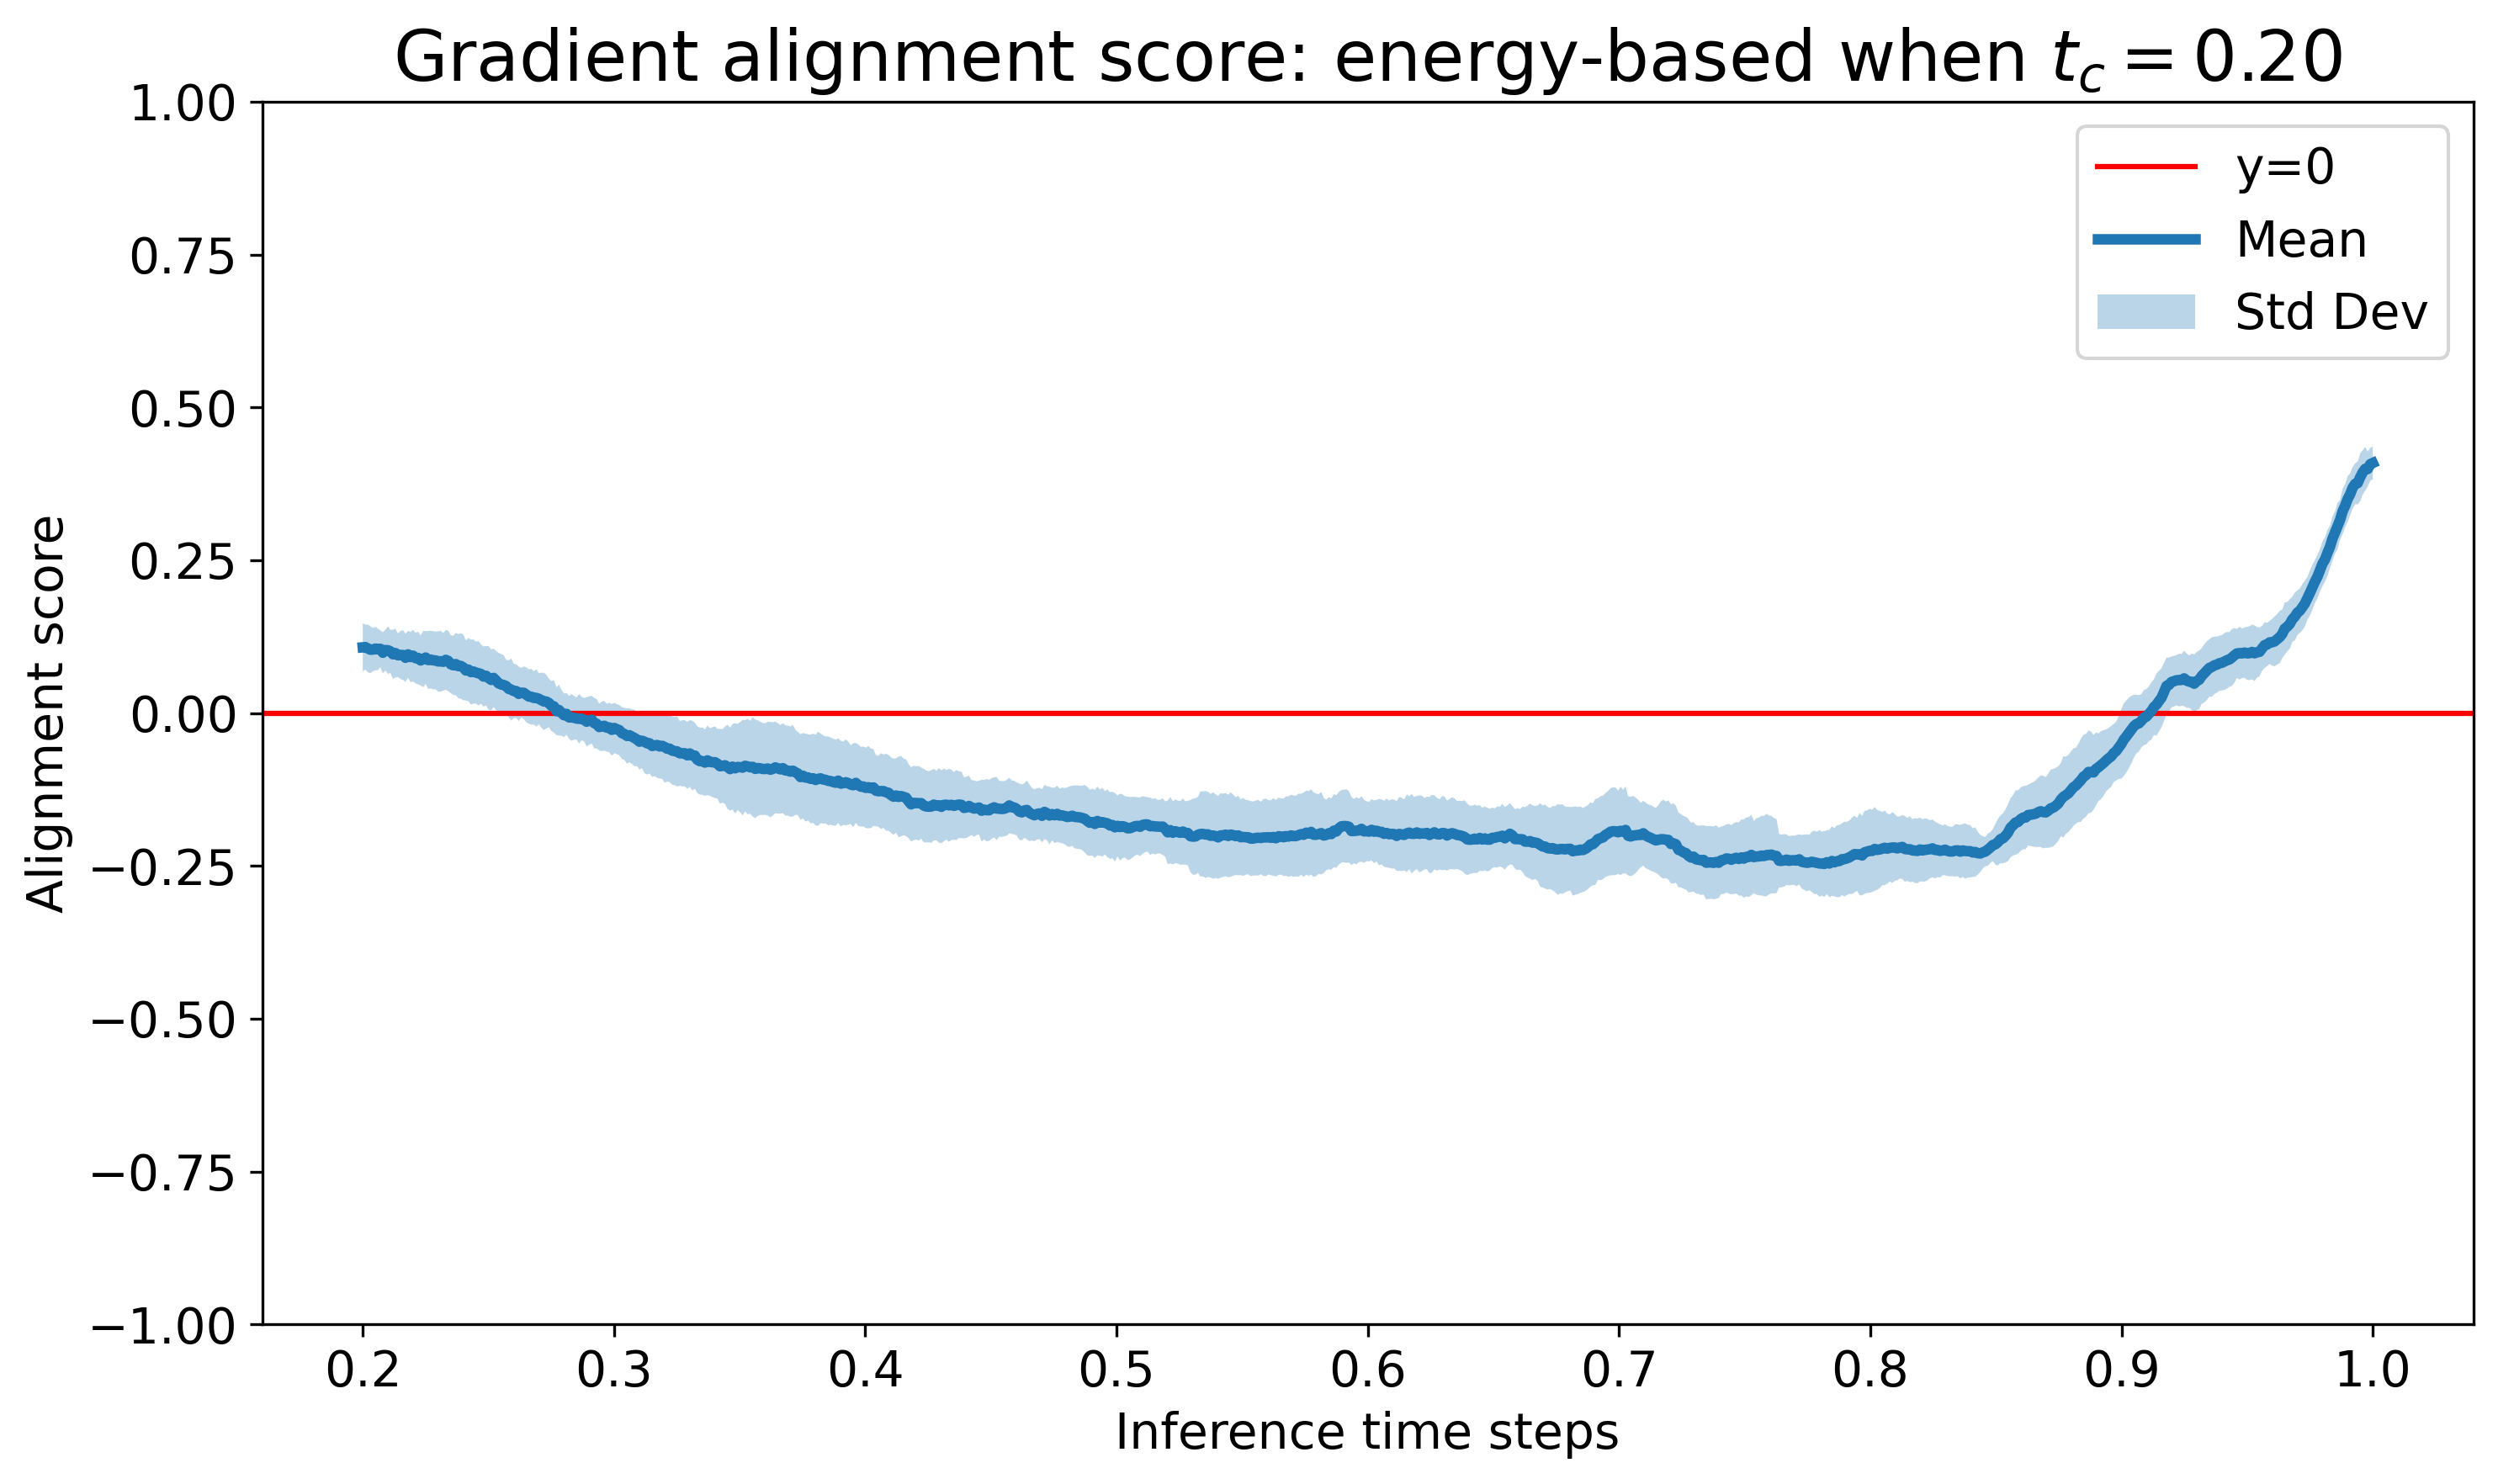 Gradient alignment score: energy-based when t_c = 0.20
1.00
0.75
0.50
0.25
0.00
−0.25
−0.50
−0.75
−1.00
Alignment score
y=0
Mean
Std Dev
0.2 0.3 0.4 0.5 0.6 0.7 0.8 0.9 1.0
Inference time steps